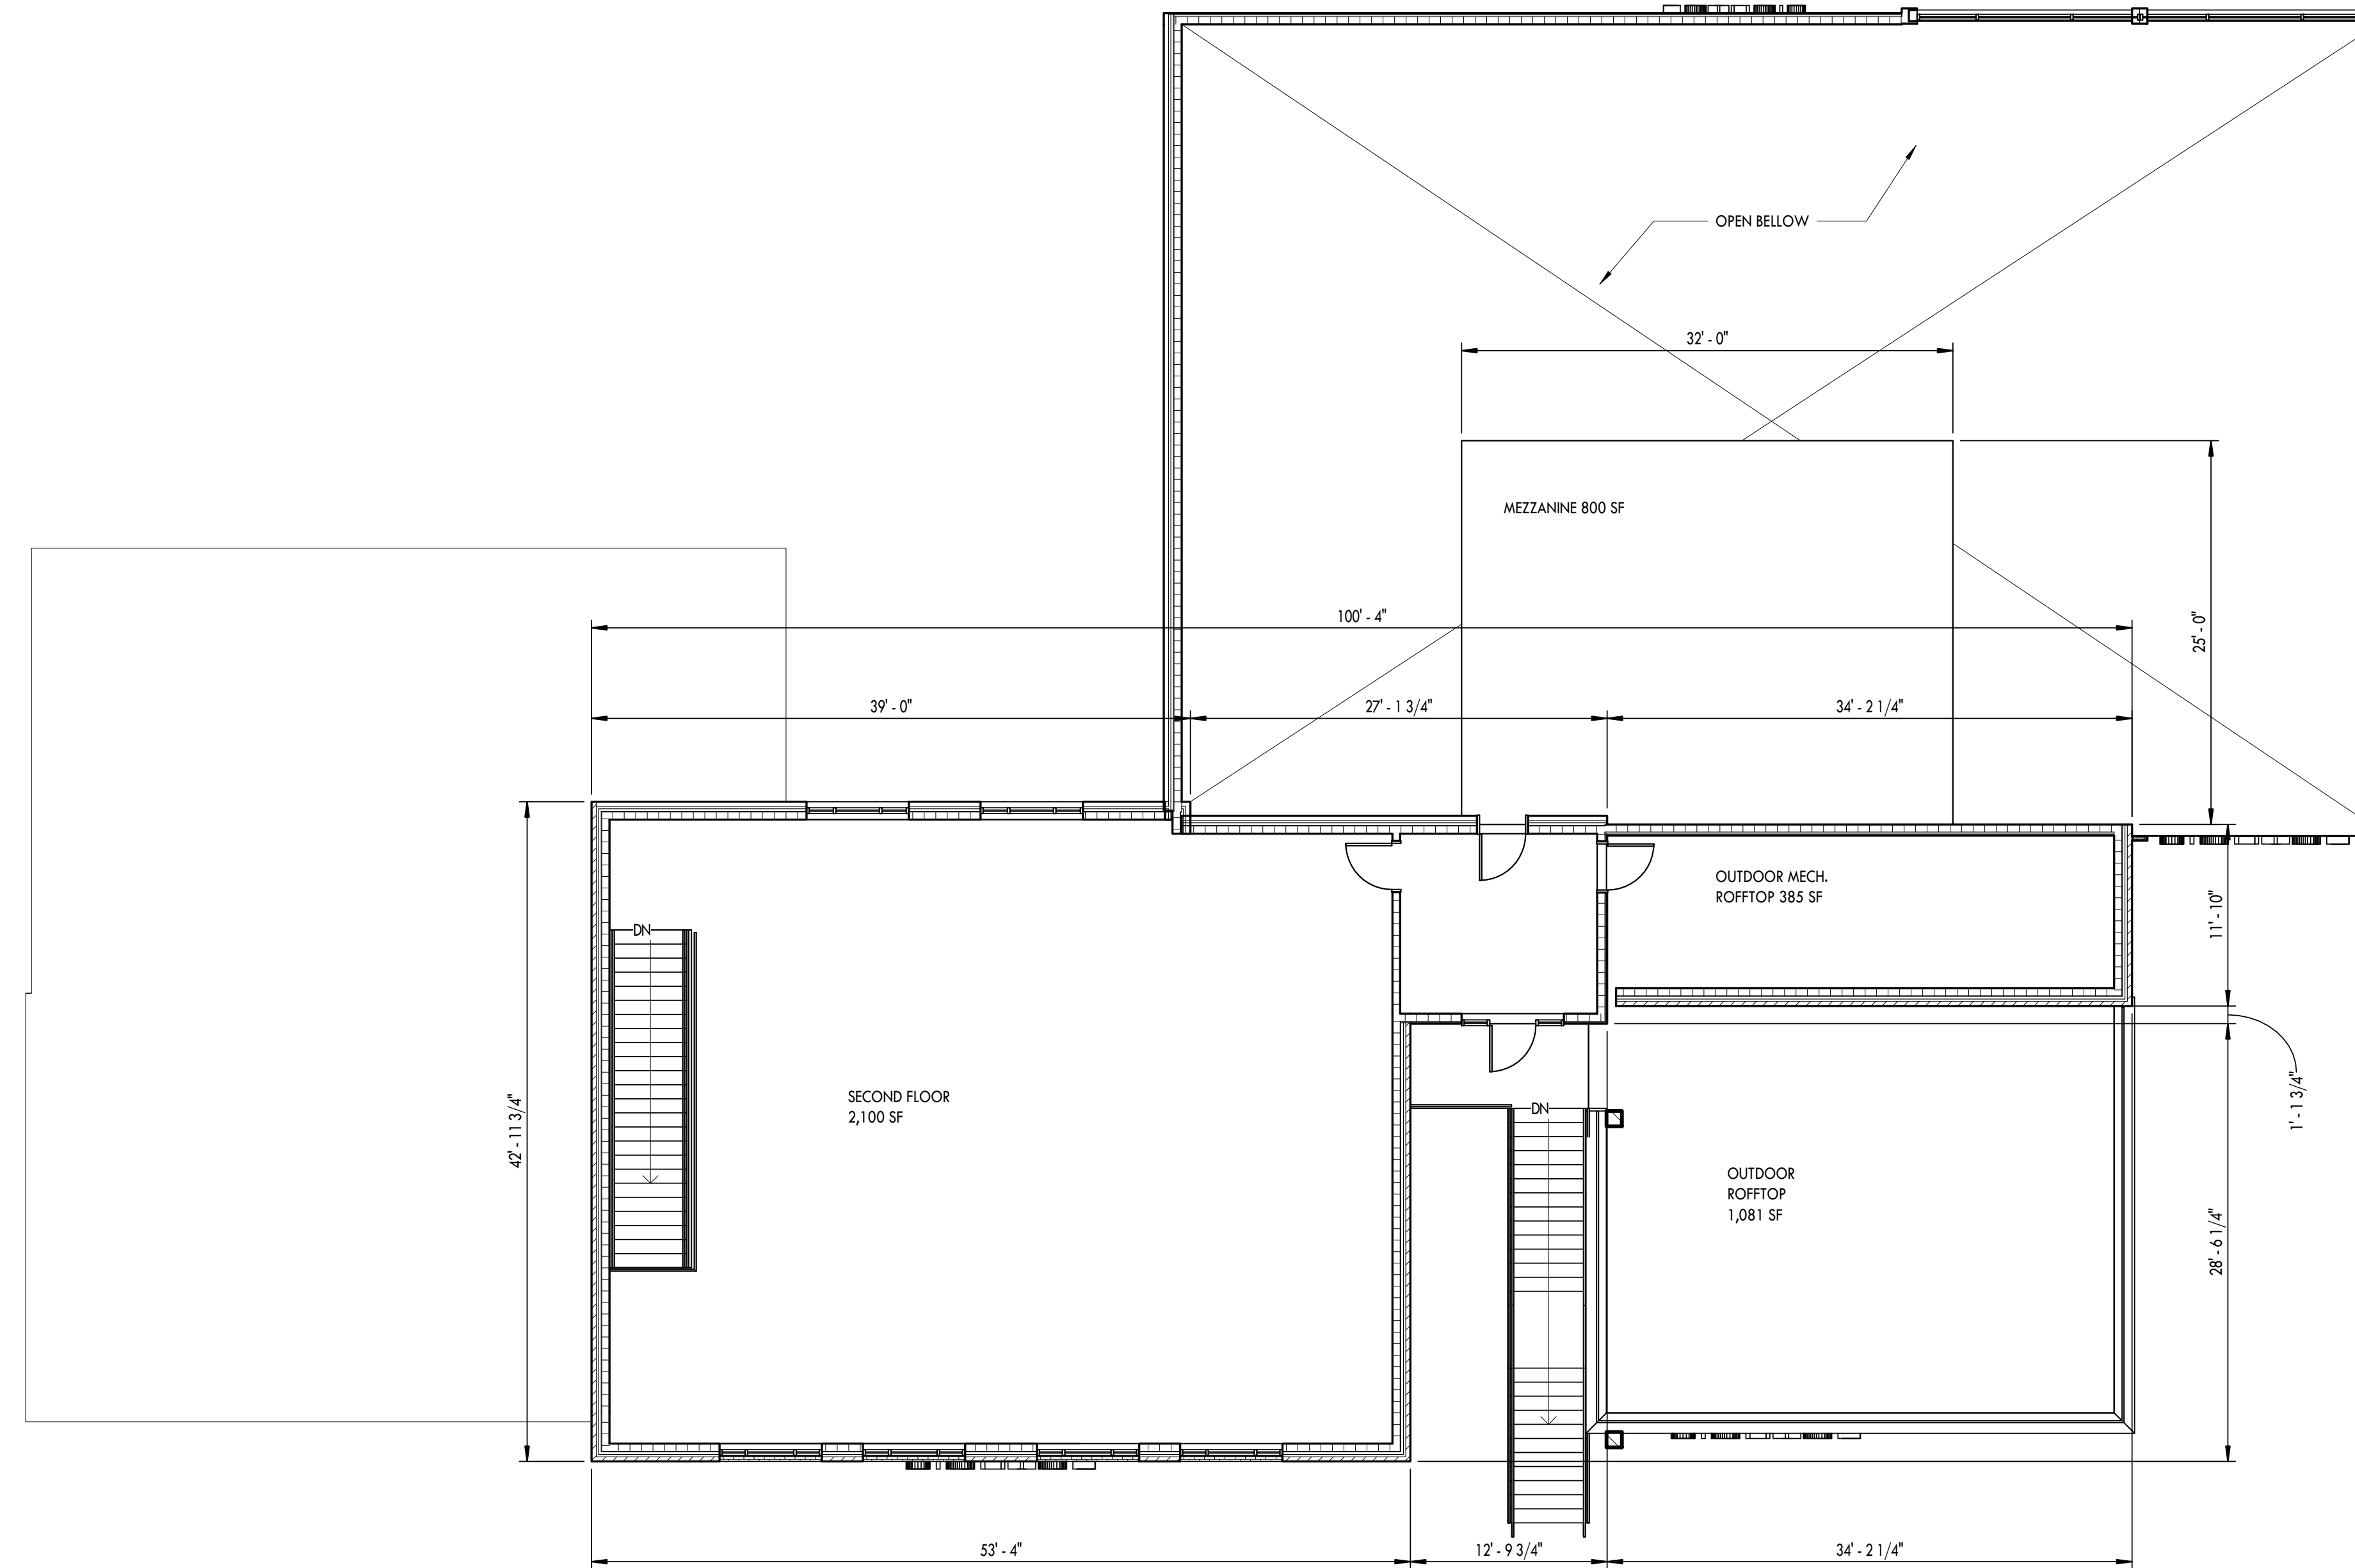 OPEN BELLOW
32' - 0"
MEZZANINE 800 SF
100' - 4"
25' - 0"
39' - 0"
27' - 1 3/4"
34' - 2 1/4"
OUTDOOR MECH.
ROFFTOP 385 SF
11' - 10"
DN
SECOND FLOOR
2,100 SF
42' - 11 3/4"
DN
1' - 1 3/4"
OUTDOOR
ROFFTOP
1,081 SF
28' - 6 1/4"
53' - 4"
12' - 9 3/4"
34' - 2 1/4"